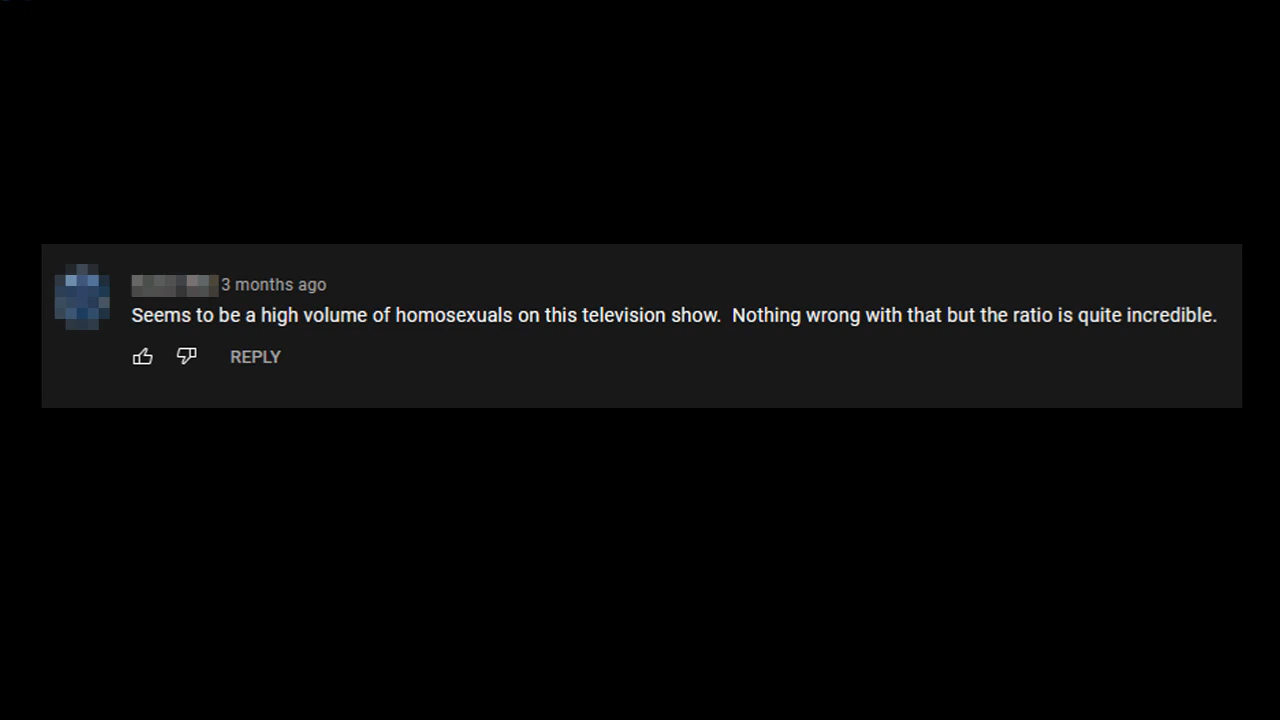 3 months ago
Seems to be a high volume of homosexuals on this television show.  Nothing wrong with that but the ratio is quite incredible.
REPLY